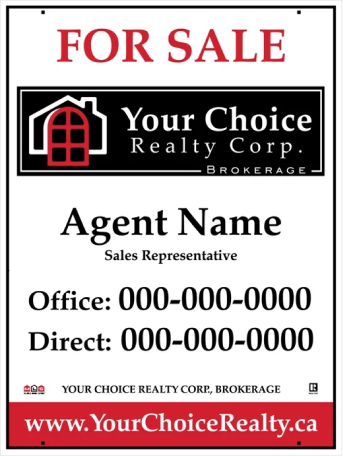 FOR SALE
Your Choice
Realty Corp.
BROKERAGE
Agent Name
Sales Representative
Office: 000-000-0000
Direct: 000-000-0000
YOUR CHOICE REALTY CORP., BROKERAGE
www.YourChoiceRealty.ca